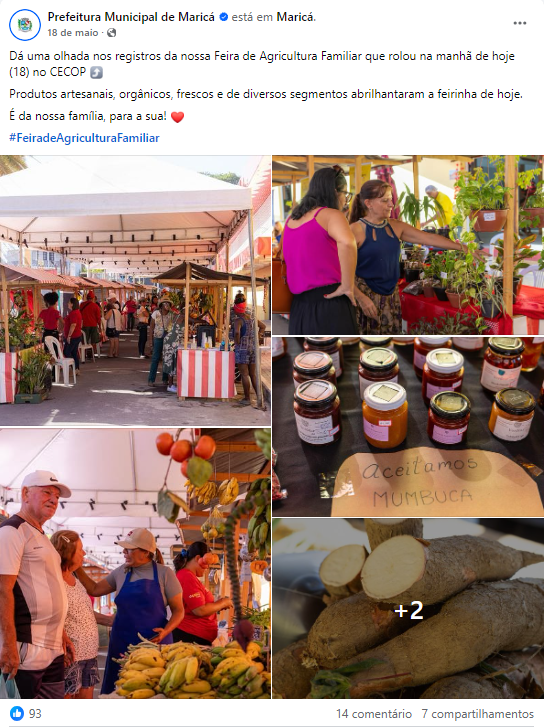 Prefeitura Municipal de Maricá está em Maricá.
18 de maio ·
Dá uma olhada nos registros da nossa Feira de Agricultura Familiar que rolou na manhã de hoje
(18) no CECOP
Produtos artesanais, orgânicos, frescos e de diversos segmentos abrilhantaram a feirinha de hoje.
É da nossa família, para a sua!
#FeiradeAgriculturaFamiliar
Aceitamos
MUMBUCA
+2
93
14 comentário 7 compartilhamentos